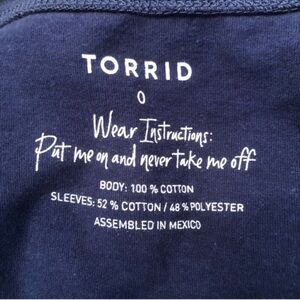 TORRID
0
Wear Instructions:
Put me on and never take me off
BODY: 100 % COTTON
SLEEVES: 52 % COTTON / 48 % POLYESTER
ASSEMBLED IN MEXICO